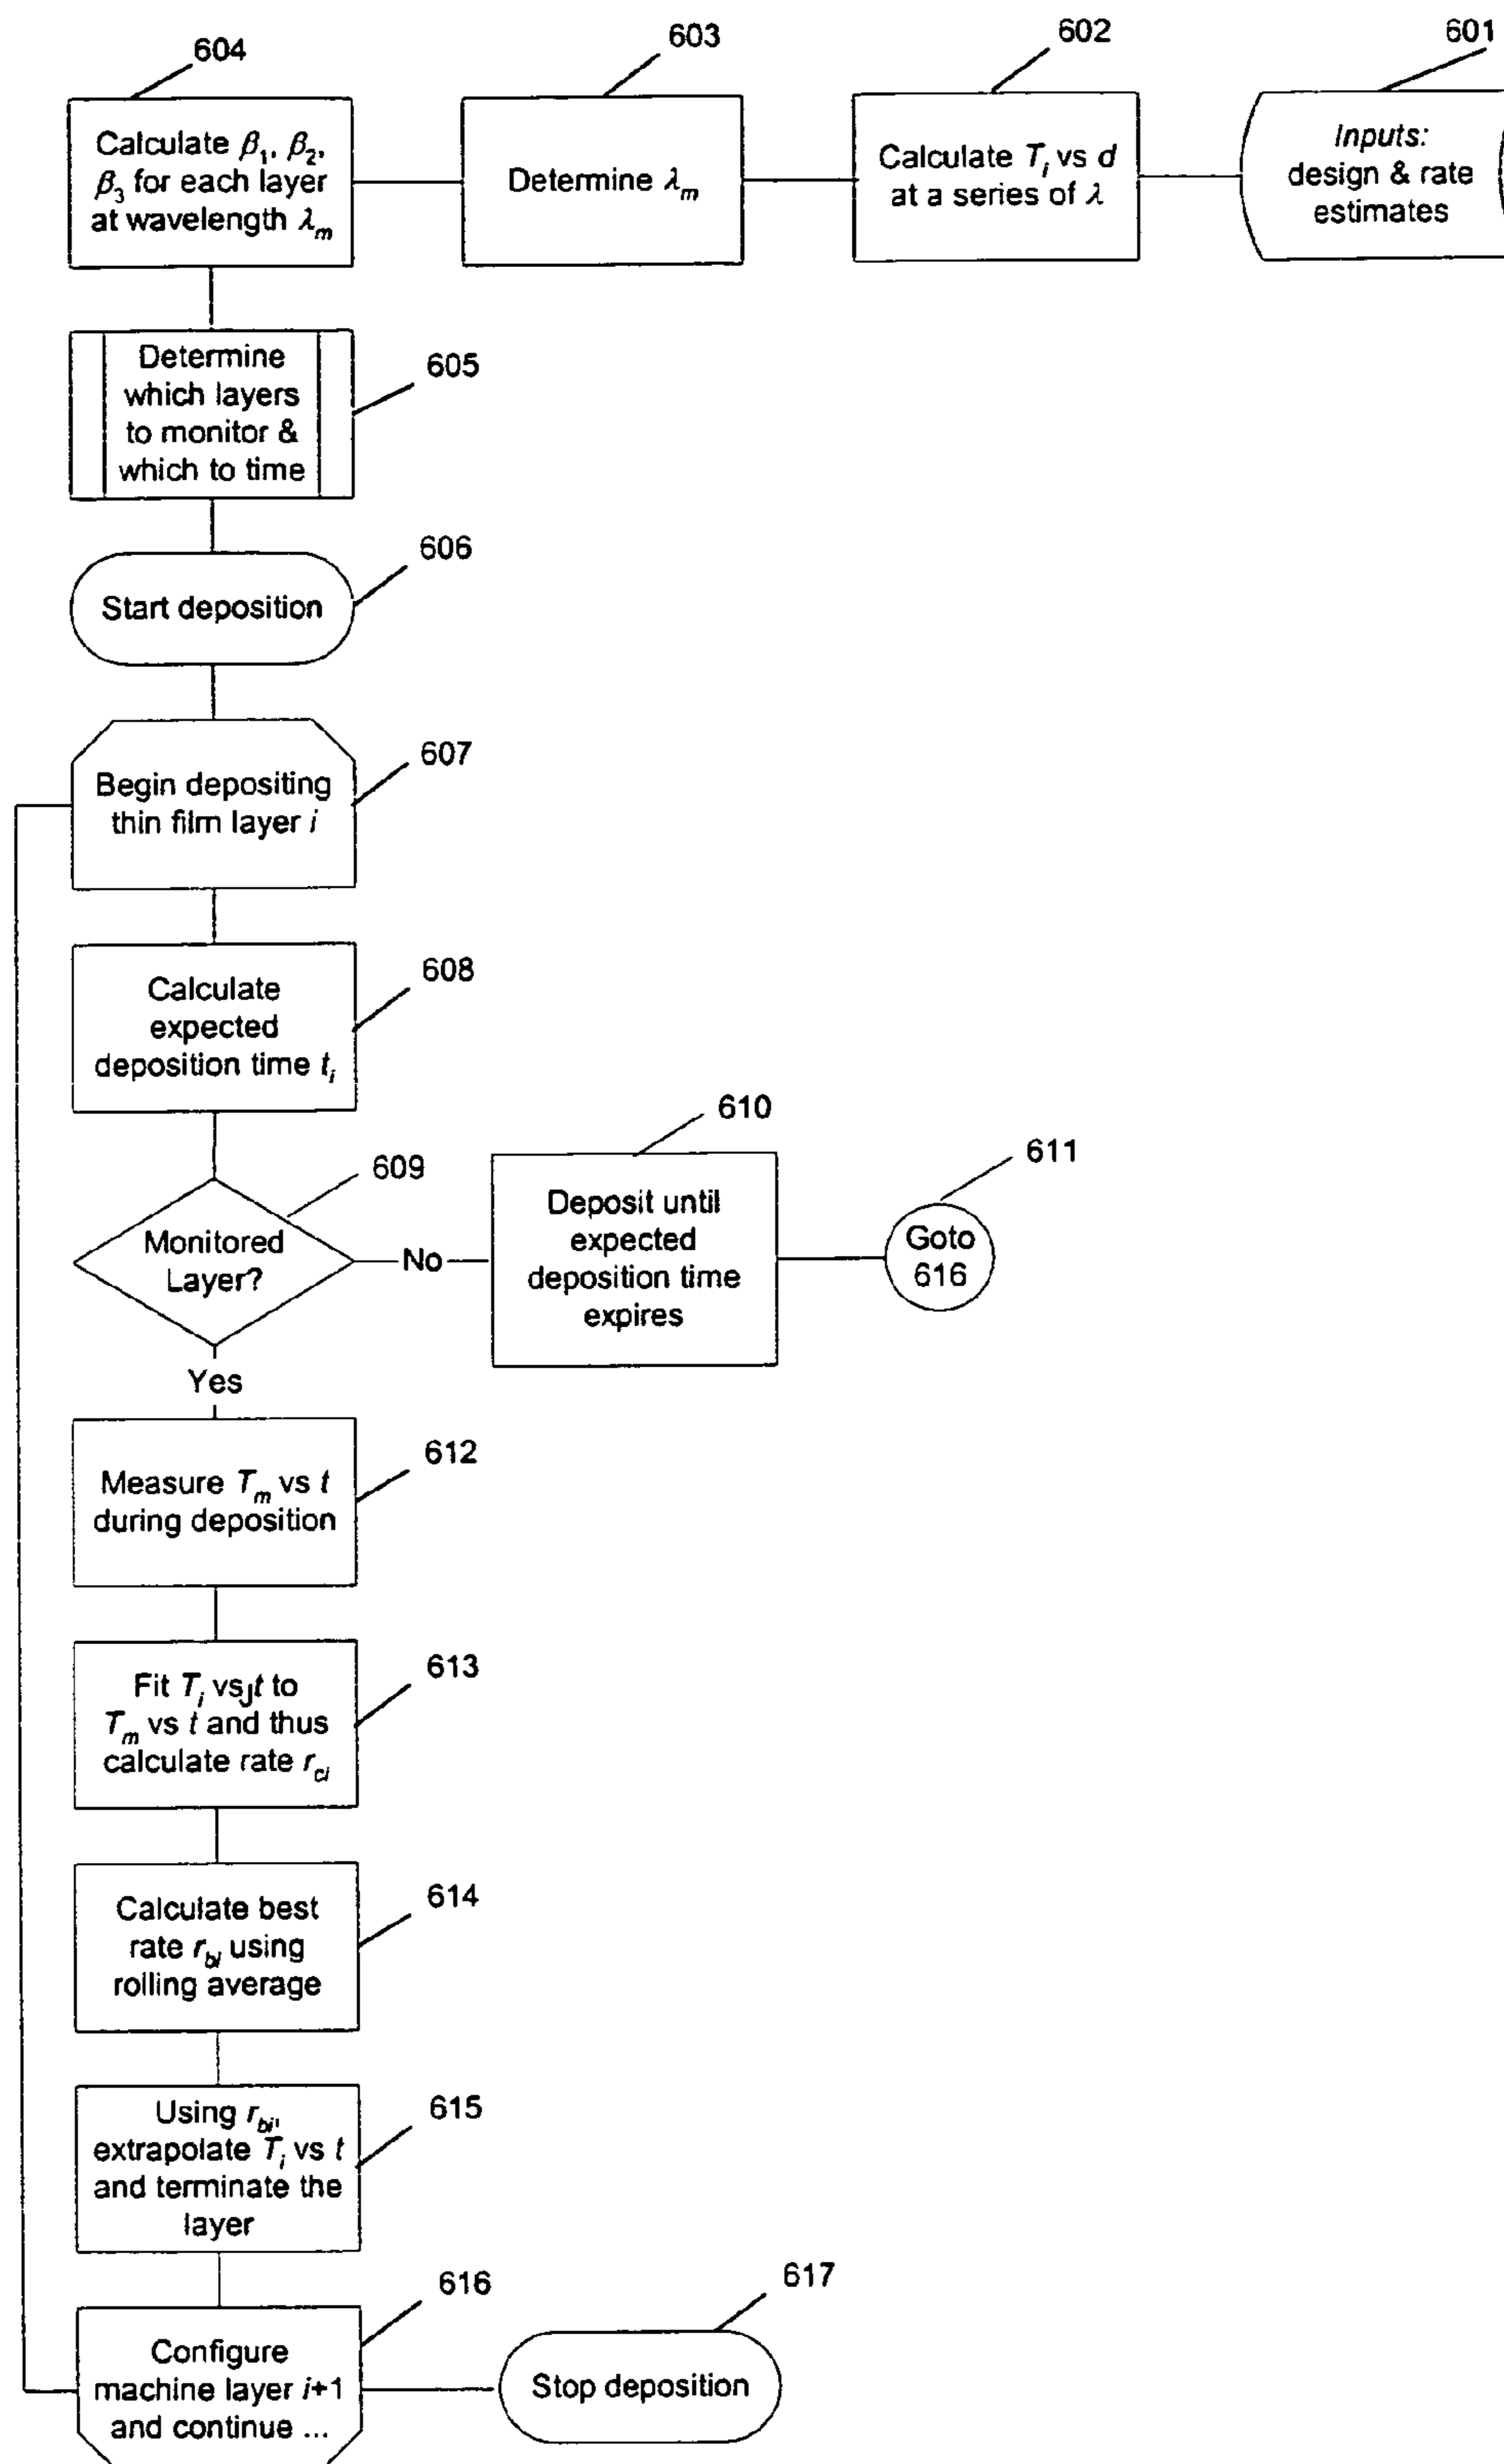 604
603
602
601
Calculate β₁, β₂,
β₃ for each layer
at wavelength λₘ
Determine λₘ
Calculate Tᵢ vs d
at a series of λ
Inputs:
design & rate
estimates
Determine
which layers
to monitor &
which to time
605
Start deposition
606
Begin depositing
thin film layer i
607
Calculate
expected
deposition time tᵢ
608
Monitored
Layer?
609
No
Deposit until
expected
deposition time
expires
610
Goto
616
611
Yes
Measure Tₘ vs t
during deposition
612
Fit Tᵢ vs t to
Tₘ vs t and thus
calculate rate r_ci
613
Calculate best
rate r_bi using
rolling average
614
Using r_bi,
extrapolate Tᵢ vs t
and terminate the
layer
615
Configure
machine layer i+1
and continue ...
616
Stop deposition
617